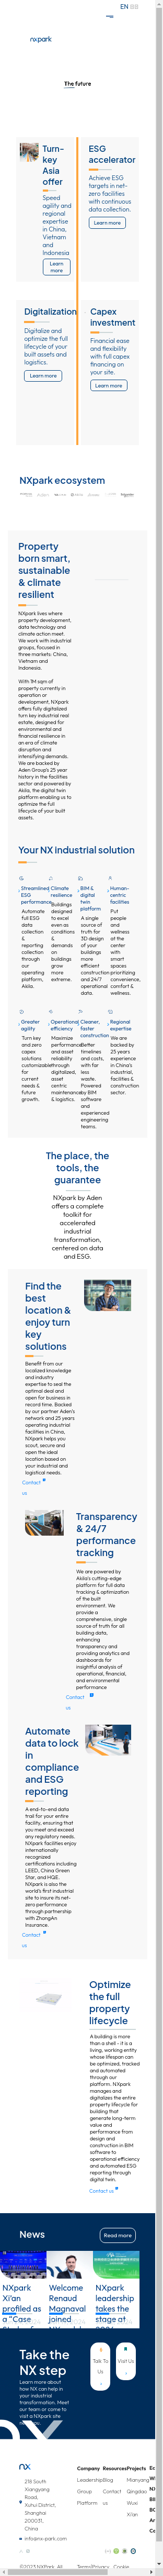 EN
nxpark
The future
Turn-
key
Asia
offer
Speed
agility and
regional
expertise
in China,
Vietnam
and
Indonesia
Learn
more
ESG
accelerator
Achieve ESG
targets in net-
zero facilities
with continuous
data collection.
Learn more
Digitalization
Digitalize and
optimize the full
lifecycle of your
built assets and
logistics.
Learn more
Capex
investment
Financial ease
and flexibility
with full capex
financing on
your site.
Learn more
NXpark ecosystem
Property
born smart,
sustainable
& climate
resilient
NXpark lives where
property development,
data technology and
climate action meet.
We work with industrial
groups, focused in
three markets: China,
Vietnam and
Indonesia.
With 1M sqm of
property currently in
operation or
development, NXpark
offers fully digitalized
turn industrial real
estate, designed for
environmental and
financial resilience in
an era of climate
disruption and
intensifying demands.
We are backed by
Aden Group's 25 year
history for facilities
services and powered
by Akila, the digital
twin platform enabling
us to optimize the
full lifecycle of your
built assets.
Your NX industrial solution
Streamlined
ESG
performance
Automate
full ESG
data
collection
&
reporting
through
our
operating
platform,
Akila.
Climate
resilience
Buildings
designed
to excel
even as
conditions
&
demands
on
buildings
grow
more
extreme.
BIM &
digital
twin
platform
A single
source of
truth for
3D design
of your
buildings
more
efficient
construction
and 24/7
operational
data.
Human-
centric
facilities
Put
people
and
wellness
at the
center
with
smart
spaces
prioritising
convenience,
comfort &
wellness.
Greater
agility
Turn key
and zero
capex
solutions
customizable
for
current
needs &
future
growth.
Operational
efficiency
Maximize
performance
and asset
reliability
through
digitalized,
asset
centric
operations
& logistics.
Cleaner,
faster
construction
Better
timelines
and costs,
with far
less
waste.
Powered
by BIM
software
and
experienced
engineering
teams.
Regional
expertise
We are
backed by
25 years
experience
in China's
industrial,
facilities &
construction
sector.
The place, the
tools, the
guarantee
NXpark by Aden
offers a complete
toolkit for
accelerated
industrial
transformation,
centered on data
and ESG.
Find the
best
location &
enjoy turn
key
solutions
Benefit from our
localized knowledge
and industry
expertise to seal the
optimal deal and
open for business in
record time. Backed
our partner Aden's
network and 25 years
operating industrial
facilities in China,
NXpark helps you
scout, secure and
open the ideal
location based on
your industrial and
logistical needs.
Contact
us
Transparency
& 24/7
performance
tracking
We are powered by
Akila's cutting-edge
platform for full data
tracking & optimization
of the built
environment. We
provide a
comprehensive, single
source of truth for all
building data,
enhancing
transparency and
providing analytics and
dashboards for
insightful analysis of
operational, financial,
and environmental
performance
Contact
us
Automate
data to lock
in
compliance
and ESG
reporting
A end-to-end data
trail for your entire
facility, ensuring that
you meet and exceed
any regulatory needs.
NXpark facilities enjoy
internationally
recognized
certifications including
LEED, China Green
Star, and HQE.
NXpark is also the
world's first industrial
site to insure its net-
zero performance
through partnership
with ZhongAn
Insurance.
Contact
us
Optimize
the full
property
lifecycle
A building is more
than a shell - it is a
living, working entity
whose lifespan can
be optimized, tracked
and automated
through our
platform. NXpark
manages and
digitalizes the entire
property lifecycle for
building that
generate long-term
value and
performance from
design and
construction in BIM
software to
operational efficiency
and automated ESG
reporting through
digital twin.
Contact us
News
Read more
NXpark
Xi'an
profiled as
a "Case
Welcome
Renaud
Magnaval
joined
NXpark
leadership
takes the
stage at
Take the
NX step
Learn more about
how NX can help in
your industrial
transformation. Meet
our team or come to
visit a NXpark site
near you.
Talk To
Us
Visit Us
218 South
Xiangyang
Road,
Xuhui District,
Shanghai
200031,
China
info@nx-park.com
Company
Leadership
Group
Platform
Resources
Blog
Contact
us
Projects
Mianyang
Qingdao
Wuxi
Xi'an